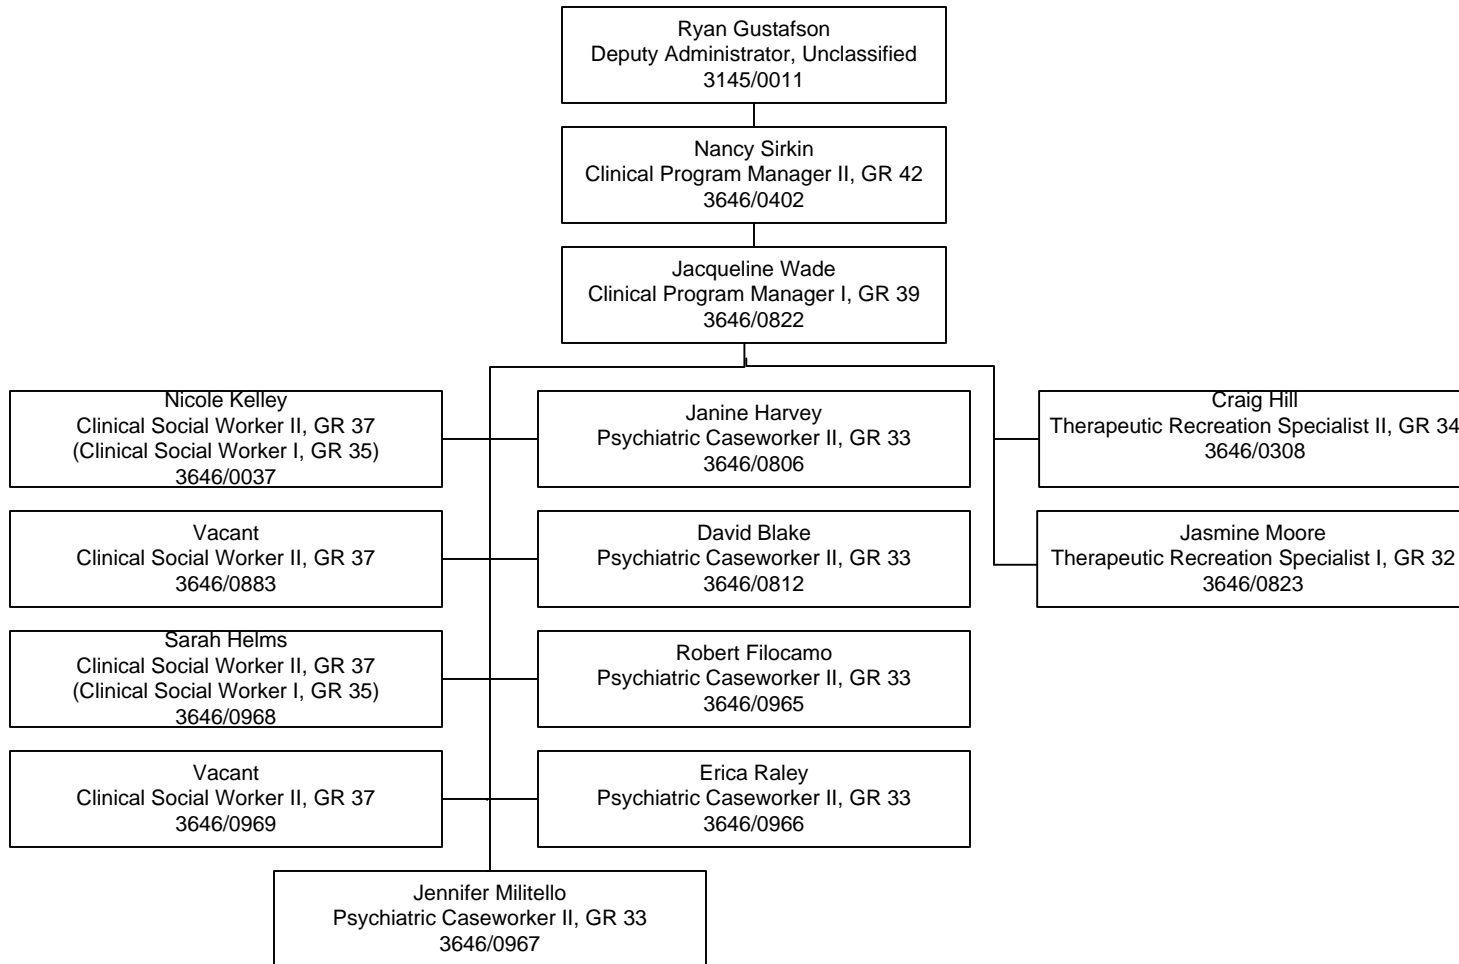 Ryan Gustafson
Deputy Administrator, Unclassified
3145/0011
Nancy Sirkin
Clinical Program Manager II, GR 42
3646/0402
Jacqueline Wade
Clinical Program Manager I, GR 39
3646/0822
Nicole Kelley
Clinical Social Worker II, GR 37
(Clinical Social Worker I, GR 35)
3646/0037
Janine Harvey
Psychiatric Caseworker II, GR 33
3646/0806
Craig Hill
Therapeutic Recreation Specialist II, GR 34
3646/0308
Vacant
Clinical Social Worker II, GR 37
3646/0883
David Blake
Psychiatric Caseworker II, GR 33
3646/0812
Jasmine Moore
Therapeutic Recreation Specialist I, GR 32
3646/0823
Sarah Helms
Clinical Social Worker II, GR 37
(Clinical Social Worker I, GR 35)
3646/0968
Robert Filocamo
Psychiatric Caseworker II, GR 33
3646/0965
Vacant
Clinical Social Worker II, GR 37
3646/0969
Erica Raley
Psychiatric Caseworker II, GR 33
3646/0966
Jennifer Militello
Psychiatric Caseworker II, GR 33
3646/0967